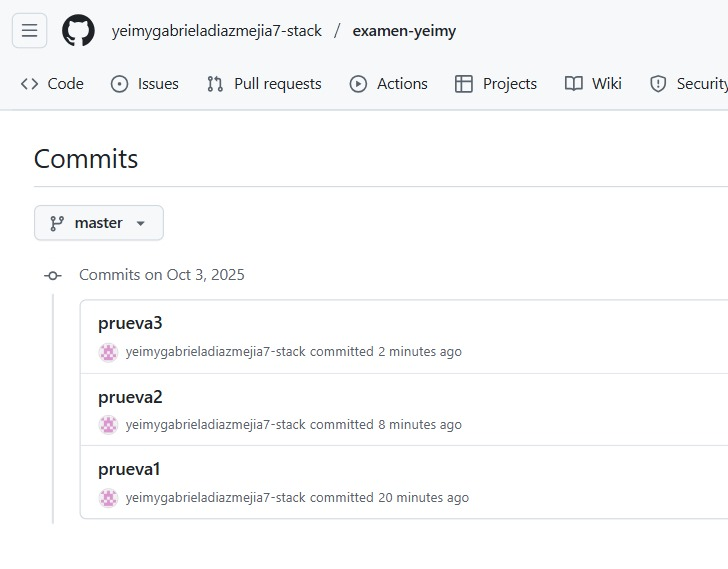 yeimygabrieladiazmejia7-stack / examen-yeimy
Code Issues Pull requests Actions Projects Wiki Security
Commits
master
Commits on Oct 3, 2025
prueva3
yeimygabrieladiazmejia7-stack committed 2 minutes ago
prueva2
yeimygabrieladiazmejia7-stack committed 8 minutes ago
prueva1
yeimygabrieladiazmejia7-stack committed 20 minutes ago